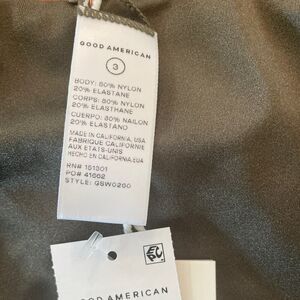 GOOD AMERICAN
3
BODY: 80% NYLON
20% ELASTANE
CORPS: 80% NYLON
20% ELASTHANE
CUERPO: 80% NAILON
20% ELASTANO
MADE IN CALIFORNIA, USA
FABRIQUE CALIFORNIE
AUX ETATS-UNIS
HECHO EN CALIFORNIA,EUA
RN# 151301
PO# 41602
STYLE: GSW0200
OOD AMERICAN